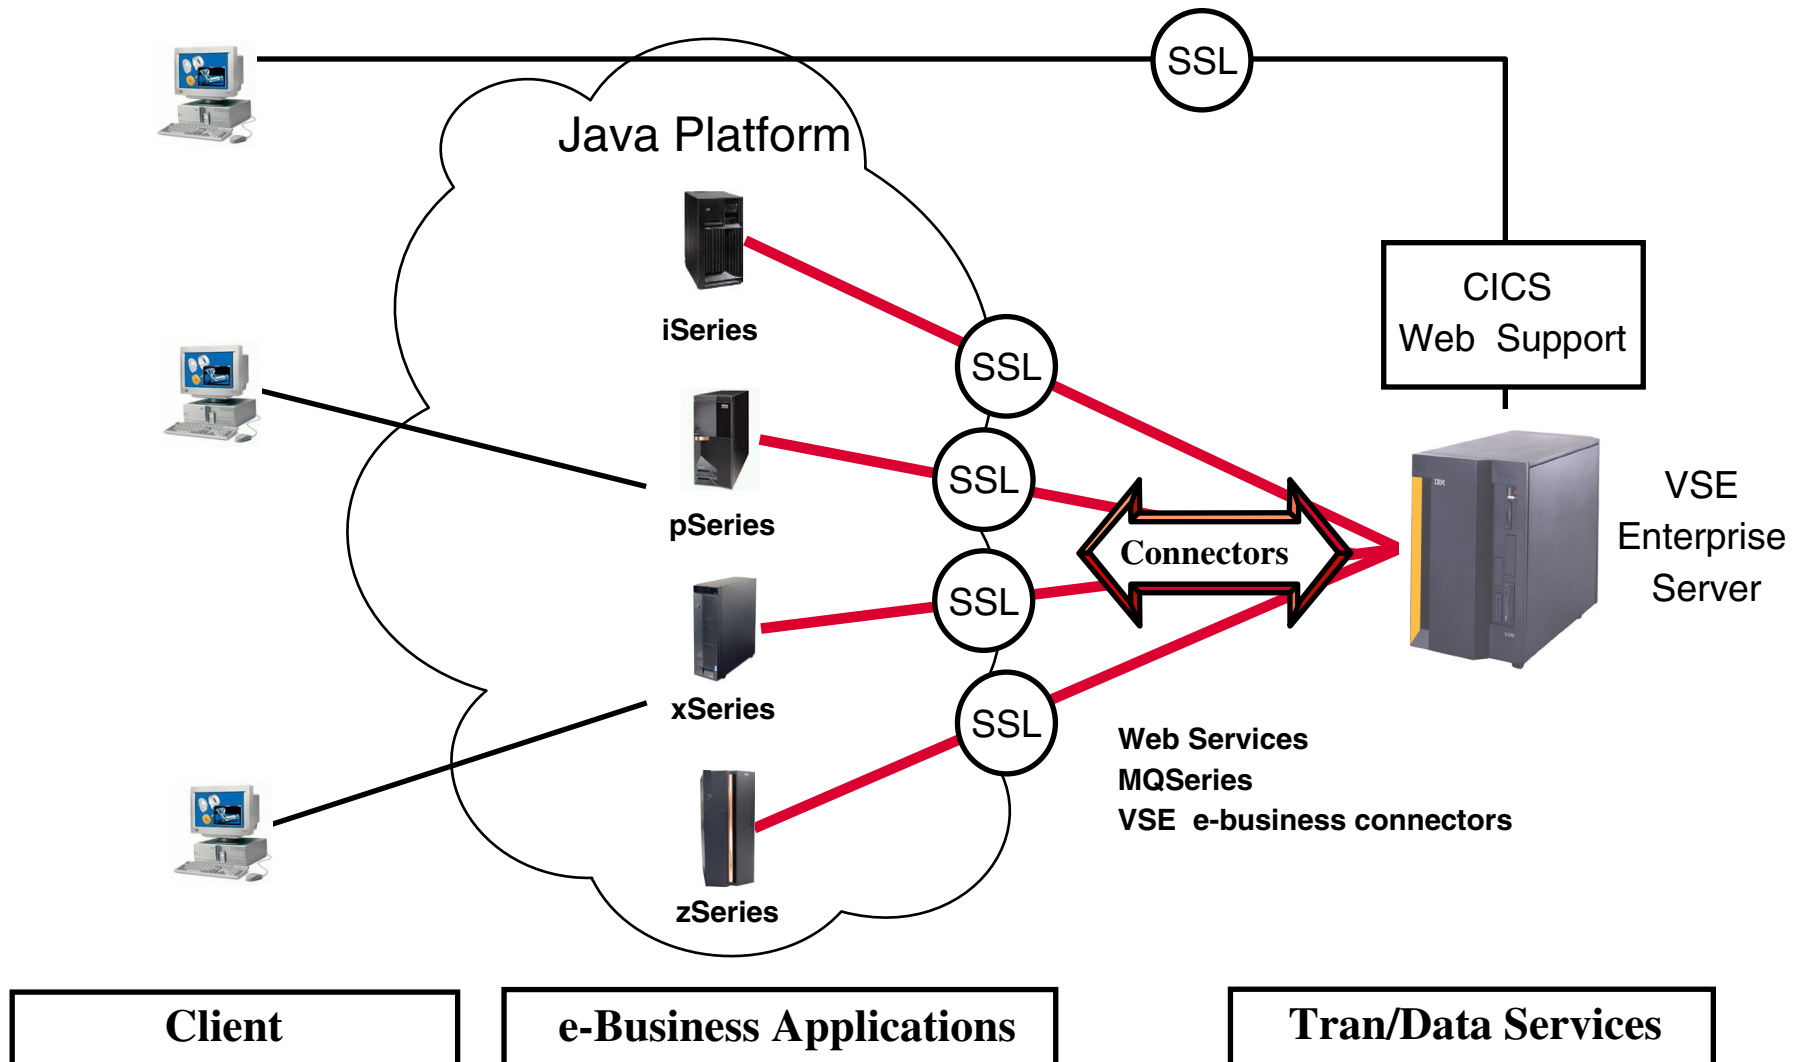 SSL
Java Platform
CICS
Web Support
iSeries
SSL
pSeries
SSL
Connectors
VSE
Enterprise
Server
xSeries
SSL
zSeries
SSL
Web Services
MQSeries
VSE e-business connectors
IBM
Client
e-Business Applications
Tran/Data Services